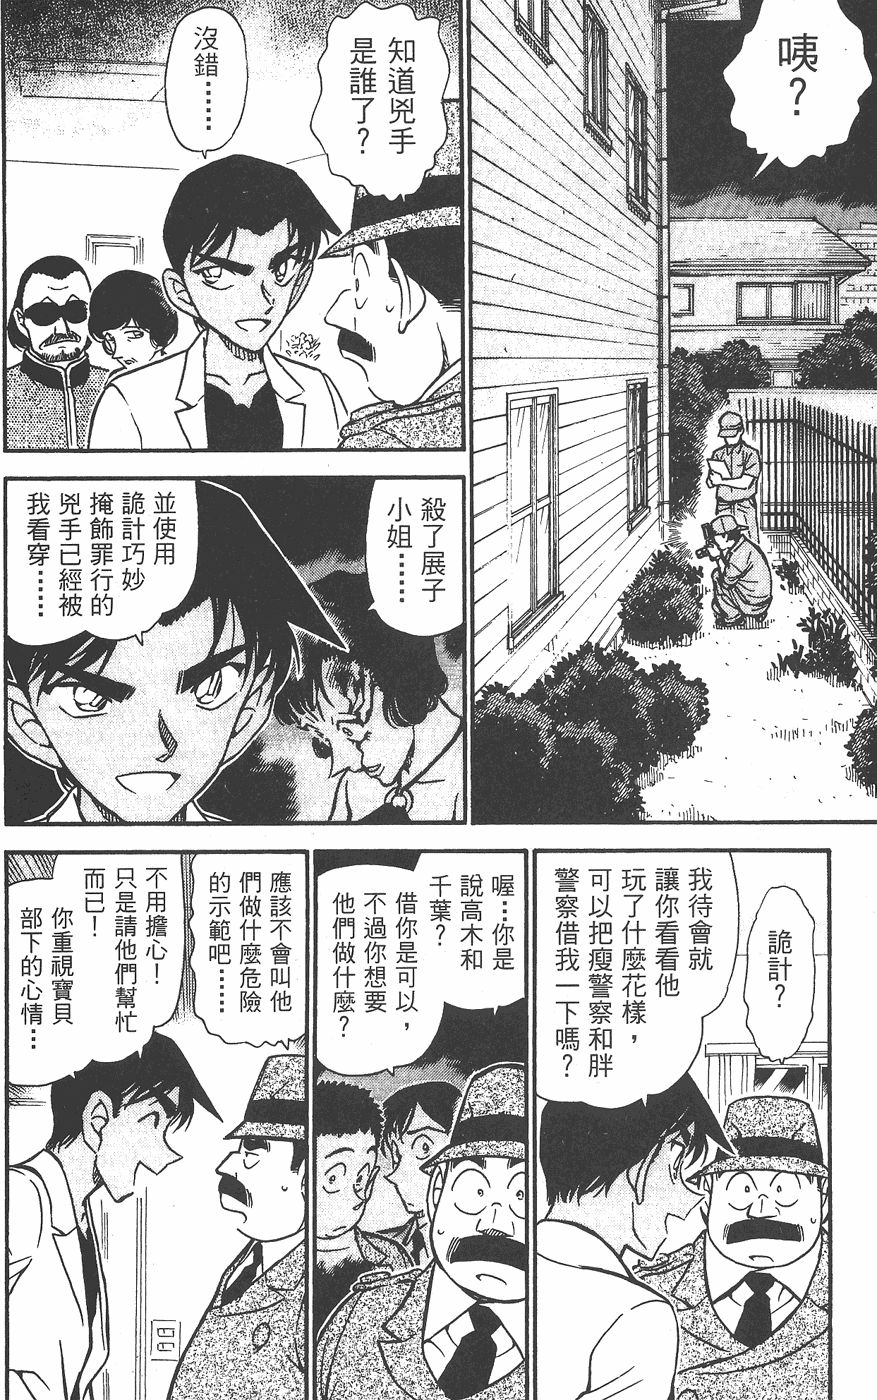 咦？
知道兇手
是誰了？
沒錯……
殺了展子
小姐……
並使用
詭計巧妙
掩飾罪行的
兇手已經被
我看穿……
詭計？
我待會就
讓你看看他
玩了什麼花樣，
可以把瘦警察和胖
警察借我一下嗎？
喔…你是
說高木和
千葉？
借你是可以，
不過你想要
他們做什麼？
應該不會叫他
們做什麼危險
的示範吧……
不用擔心！
只是請他們幫忙
而已！
你重視寶貝
部下的心情…